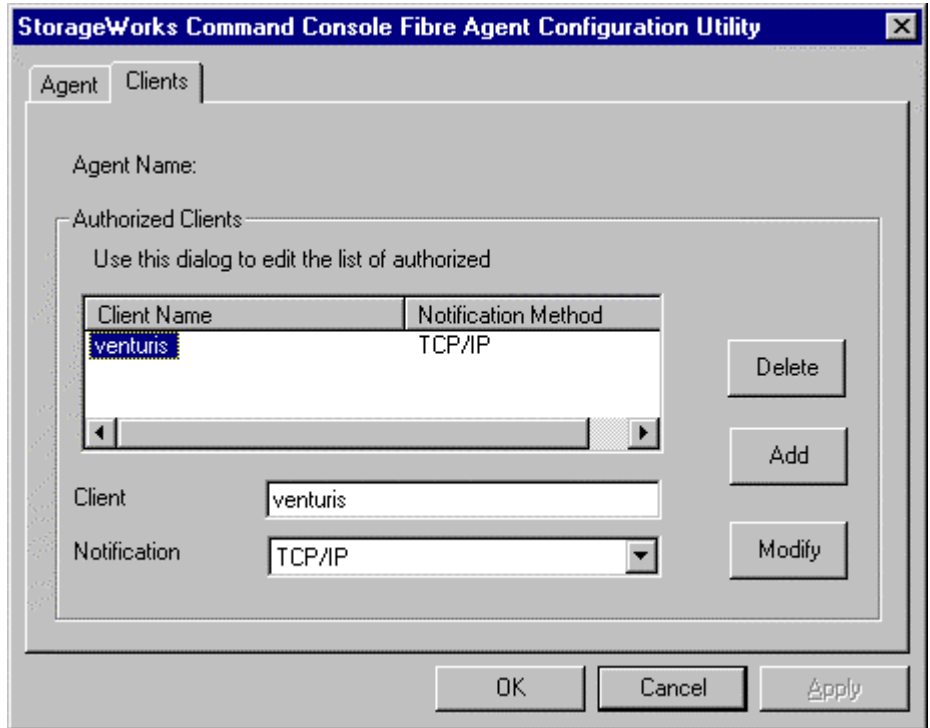 StorageWorks Command Console Fibre Agent Configuration Utility
Agent Clients
Agent Name:
Authorized Clients
Use this dialog to edit the list of authorized
Client Name Notification Method
venturis TCP/IP
Delete
Add
Client venturis
Notification TCP/IP
Modify
OK Cancel Apply